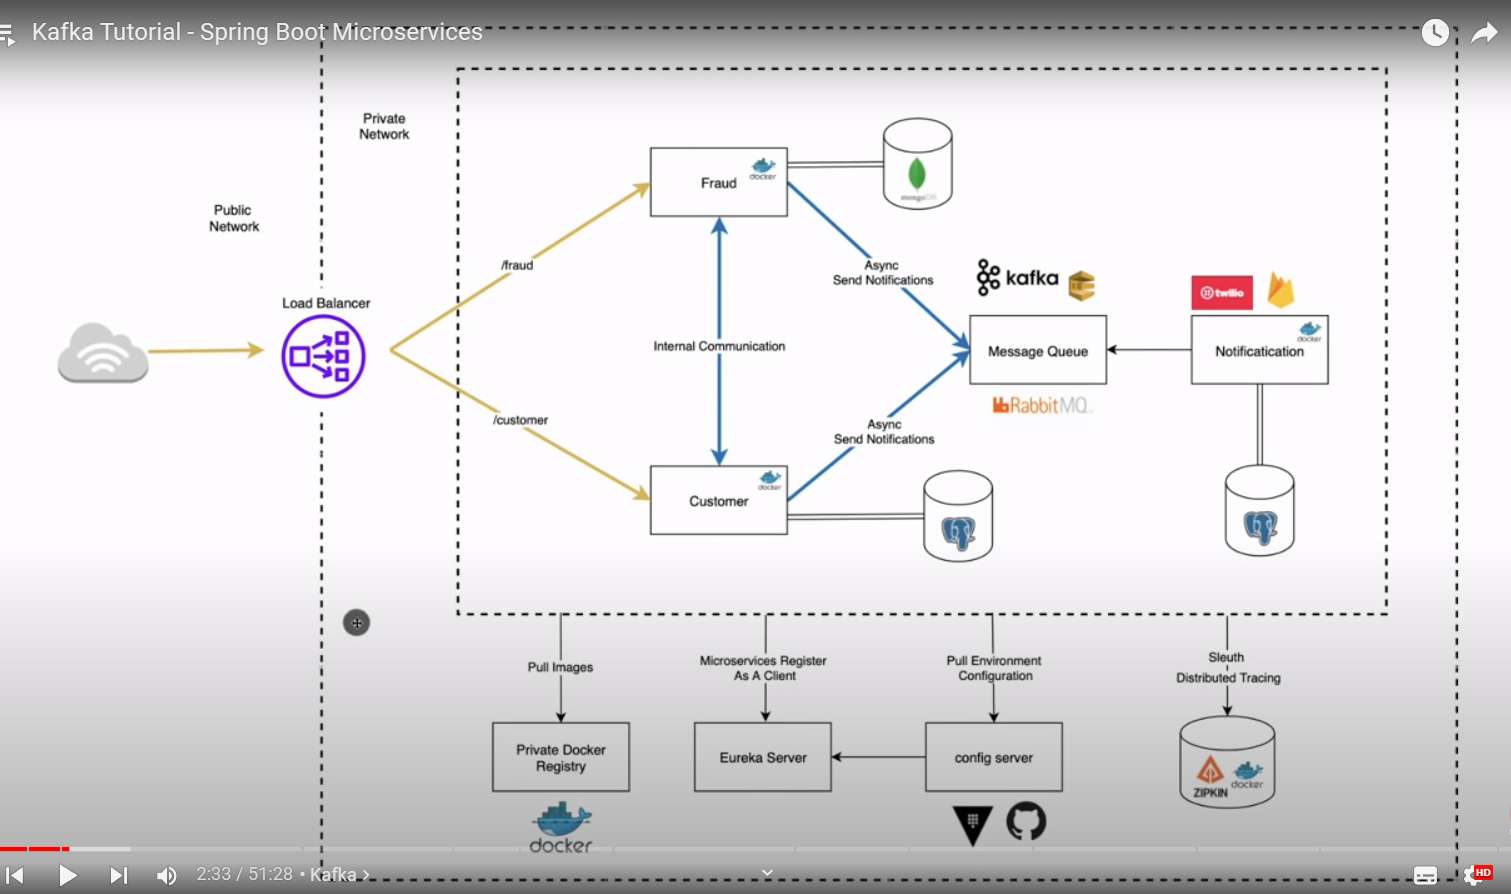 Kafka Tutorial - Spring Boot Microservices
Private
Network
Public
Network
Load Balancer
/fraud
/customer
Fraud
docker
mongoDB
Async
Send Notifications
Internal Communication
kafka
Message Queue
RabbitMQ
twilio
docker
Notificatication
Async
Send Notifications
Customer
docker
Pull Images
Microservices Register
As A Client
Pull Environment
Configuration
Sleuth
Distributed Tracing
Private Docker
Registry
docker
Eureka Server
config server
ZIPKIN
docker
2:33 / 51:28 • Kafka
HD